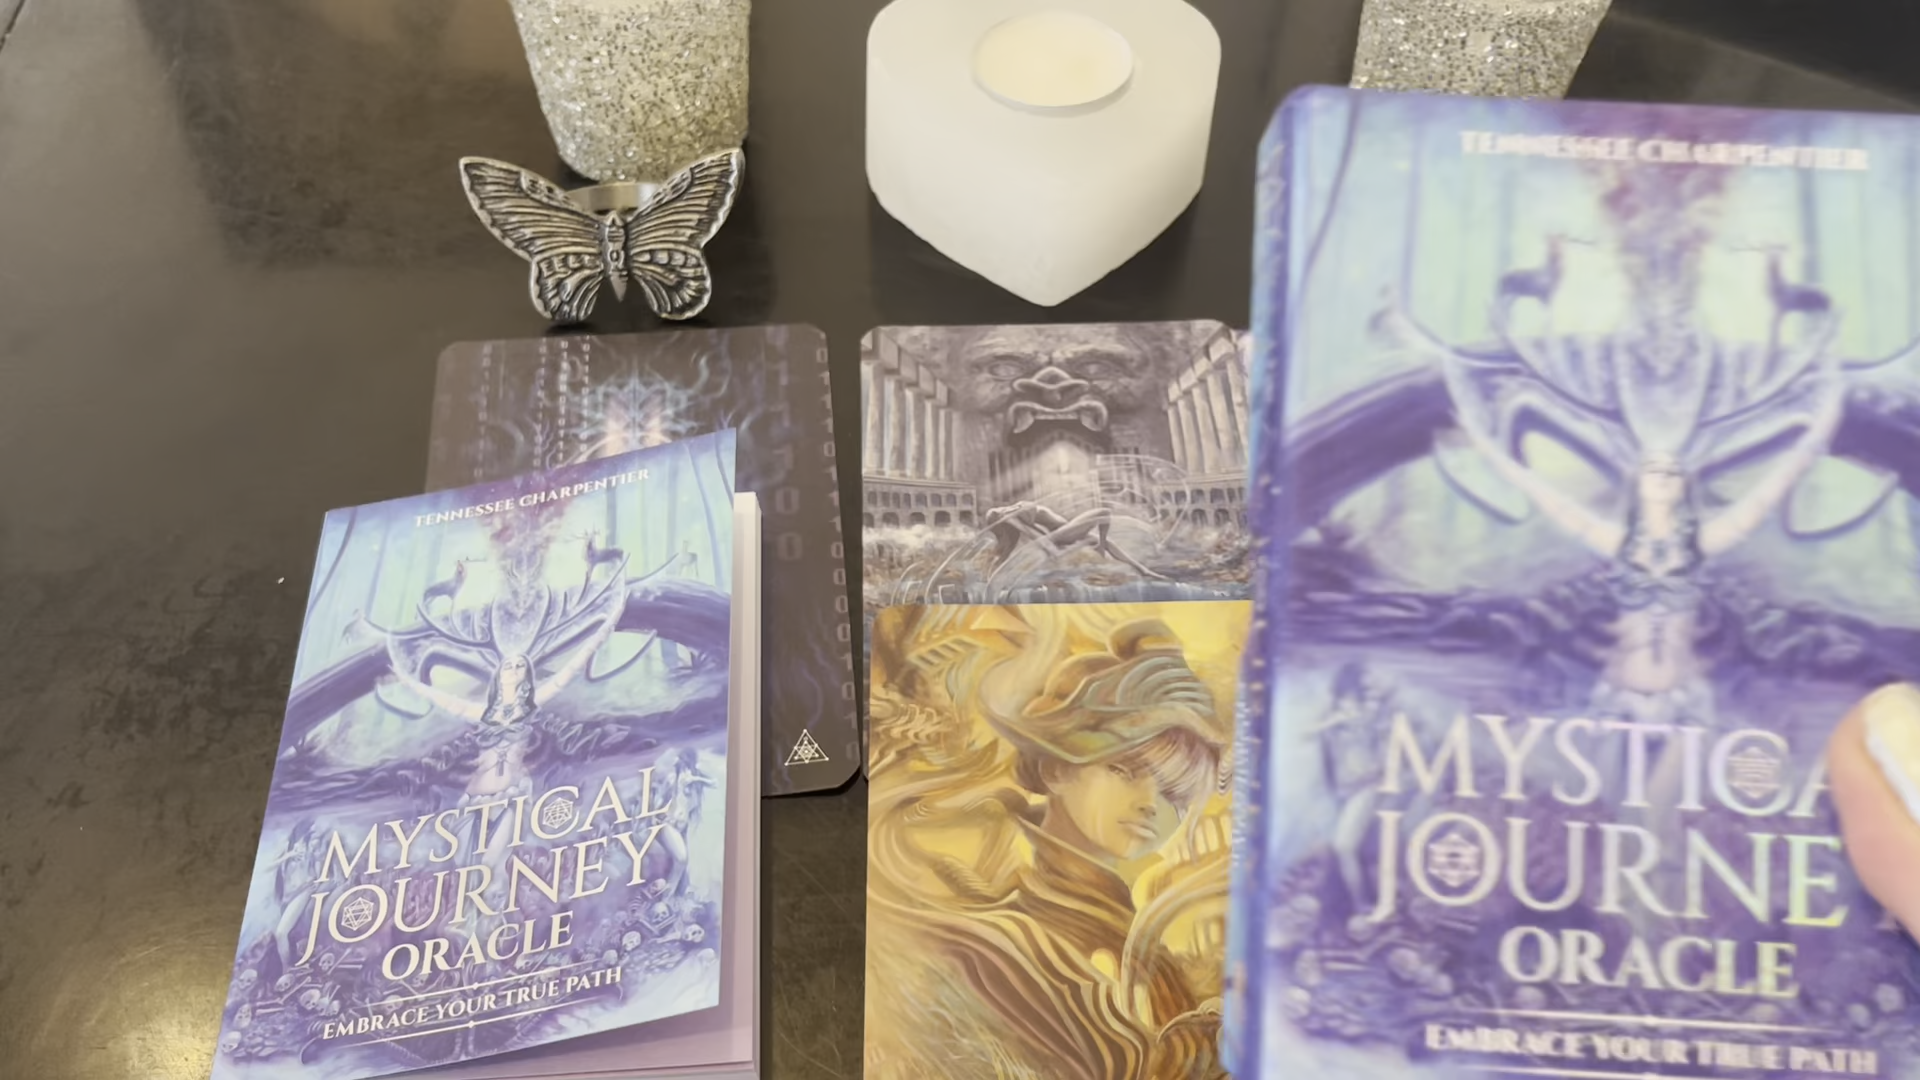 TENNESSEE CHARPENTIER
MYSTICAL
JOURNEY
ORACLE
EMBRACE YOUR TRUE PATH
TENNESSEE CHARPENTIER
MYSTICA
JOURNE
ORACLE
EMBRACE YOUR TRUE PATH